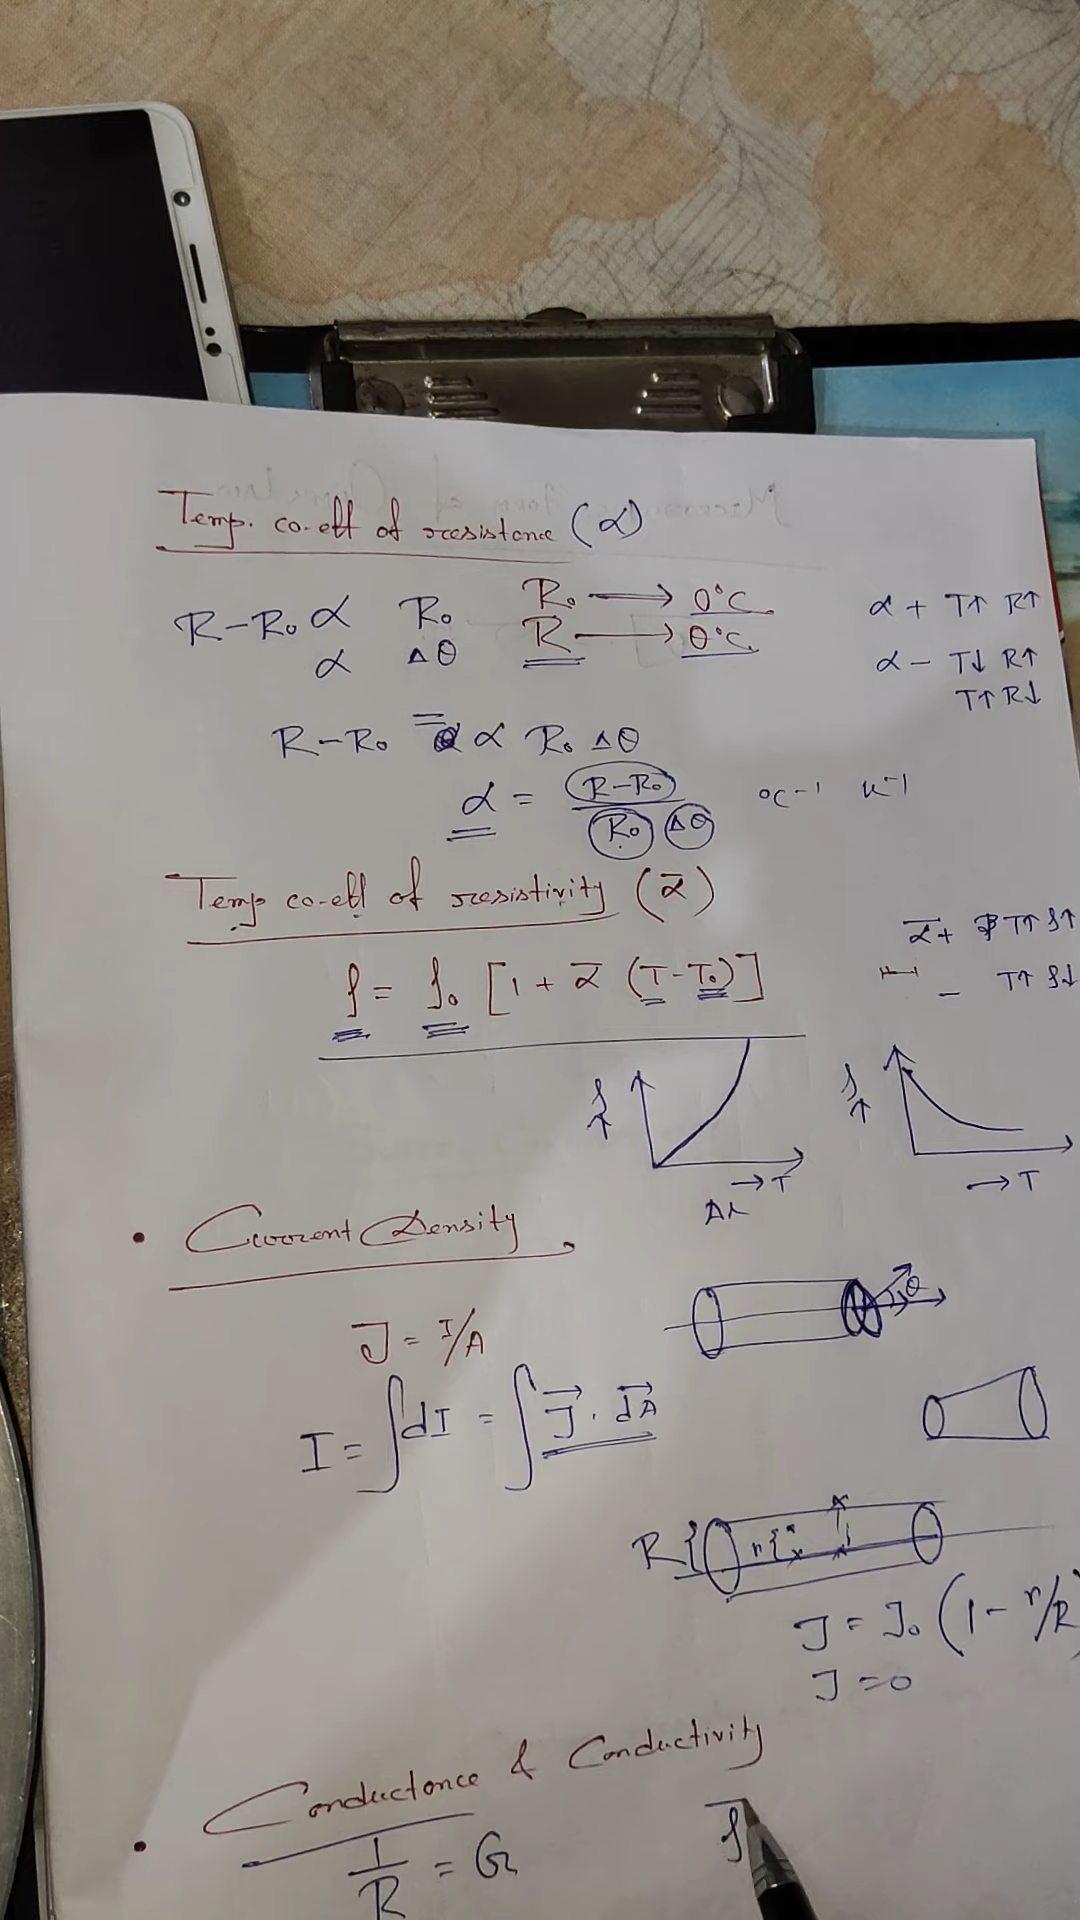 Temp. co-eff of resistance (α)
R-R₀ ∝ R₀ R₀ → 0°C
∝ Δθ R → θ°C
α + T↑ R↑
α - T↓ R↑
T↑ R↓
R-R₀ = α R₀ Δθ
α = (R-R₀)/(R₀ Δθ) °C⁻¹ K⁻¹
Temp co-eff of resistivity (ᾱ)
ᾱ + T↑ ρ↑
- T↑ ρ↓
ρ = ρ₀ [1 + ᾱ (T-T₀)]
ρ↑ ρ↑
→T →T
• Current Density
J = I/A
θ
I = ∫dI = ∫J⃗ . dA⃗
R{ r{
J = J₀ (1 - r/R)
J = 0
• Conductance & Conductivity
1/R = G ρ